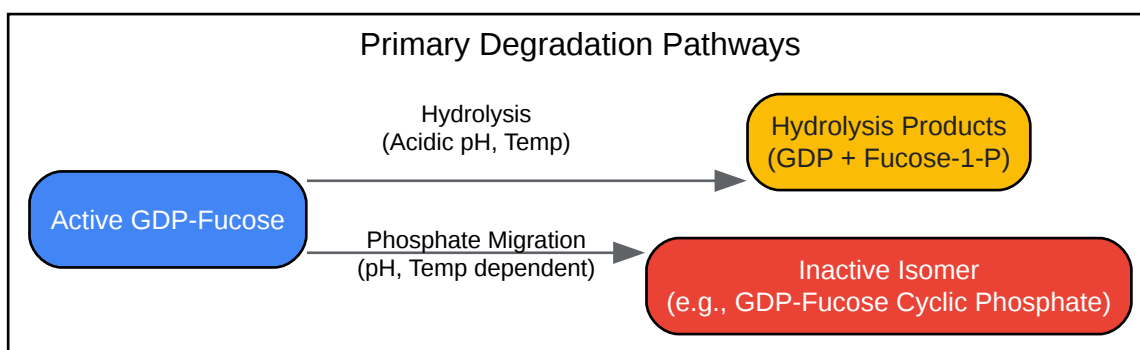 Primary Degradation Pathways
Hydrolysis
(Acidic pH, Temp)
Hydrolysis Products
(GDP + Fucose-1-P)
Active GDP-Fucose
Phosphate Migration
(pH, Temp dependent)
Inactive Isomer
(e.g., GDP-Fucose Cyclic Phosphate)